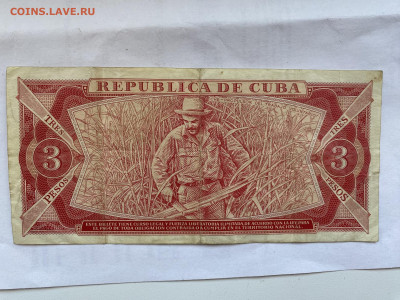 COINS.LAVE.RU
REPUBLICA DE CUBA
TRES TRES
3 3
PESOS PESOS
ESTE BILLETE TIENE CURSO LEGAL Y FUERZA LIBERATORIA ILIMITADA DE ACUERDO CON LA LEY PARA
EL PAGO DE TODA OBLIGACION CONTRAIDA O A CUMPLIR EN EL TERRITORIO NACIONAL